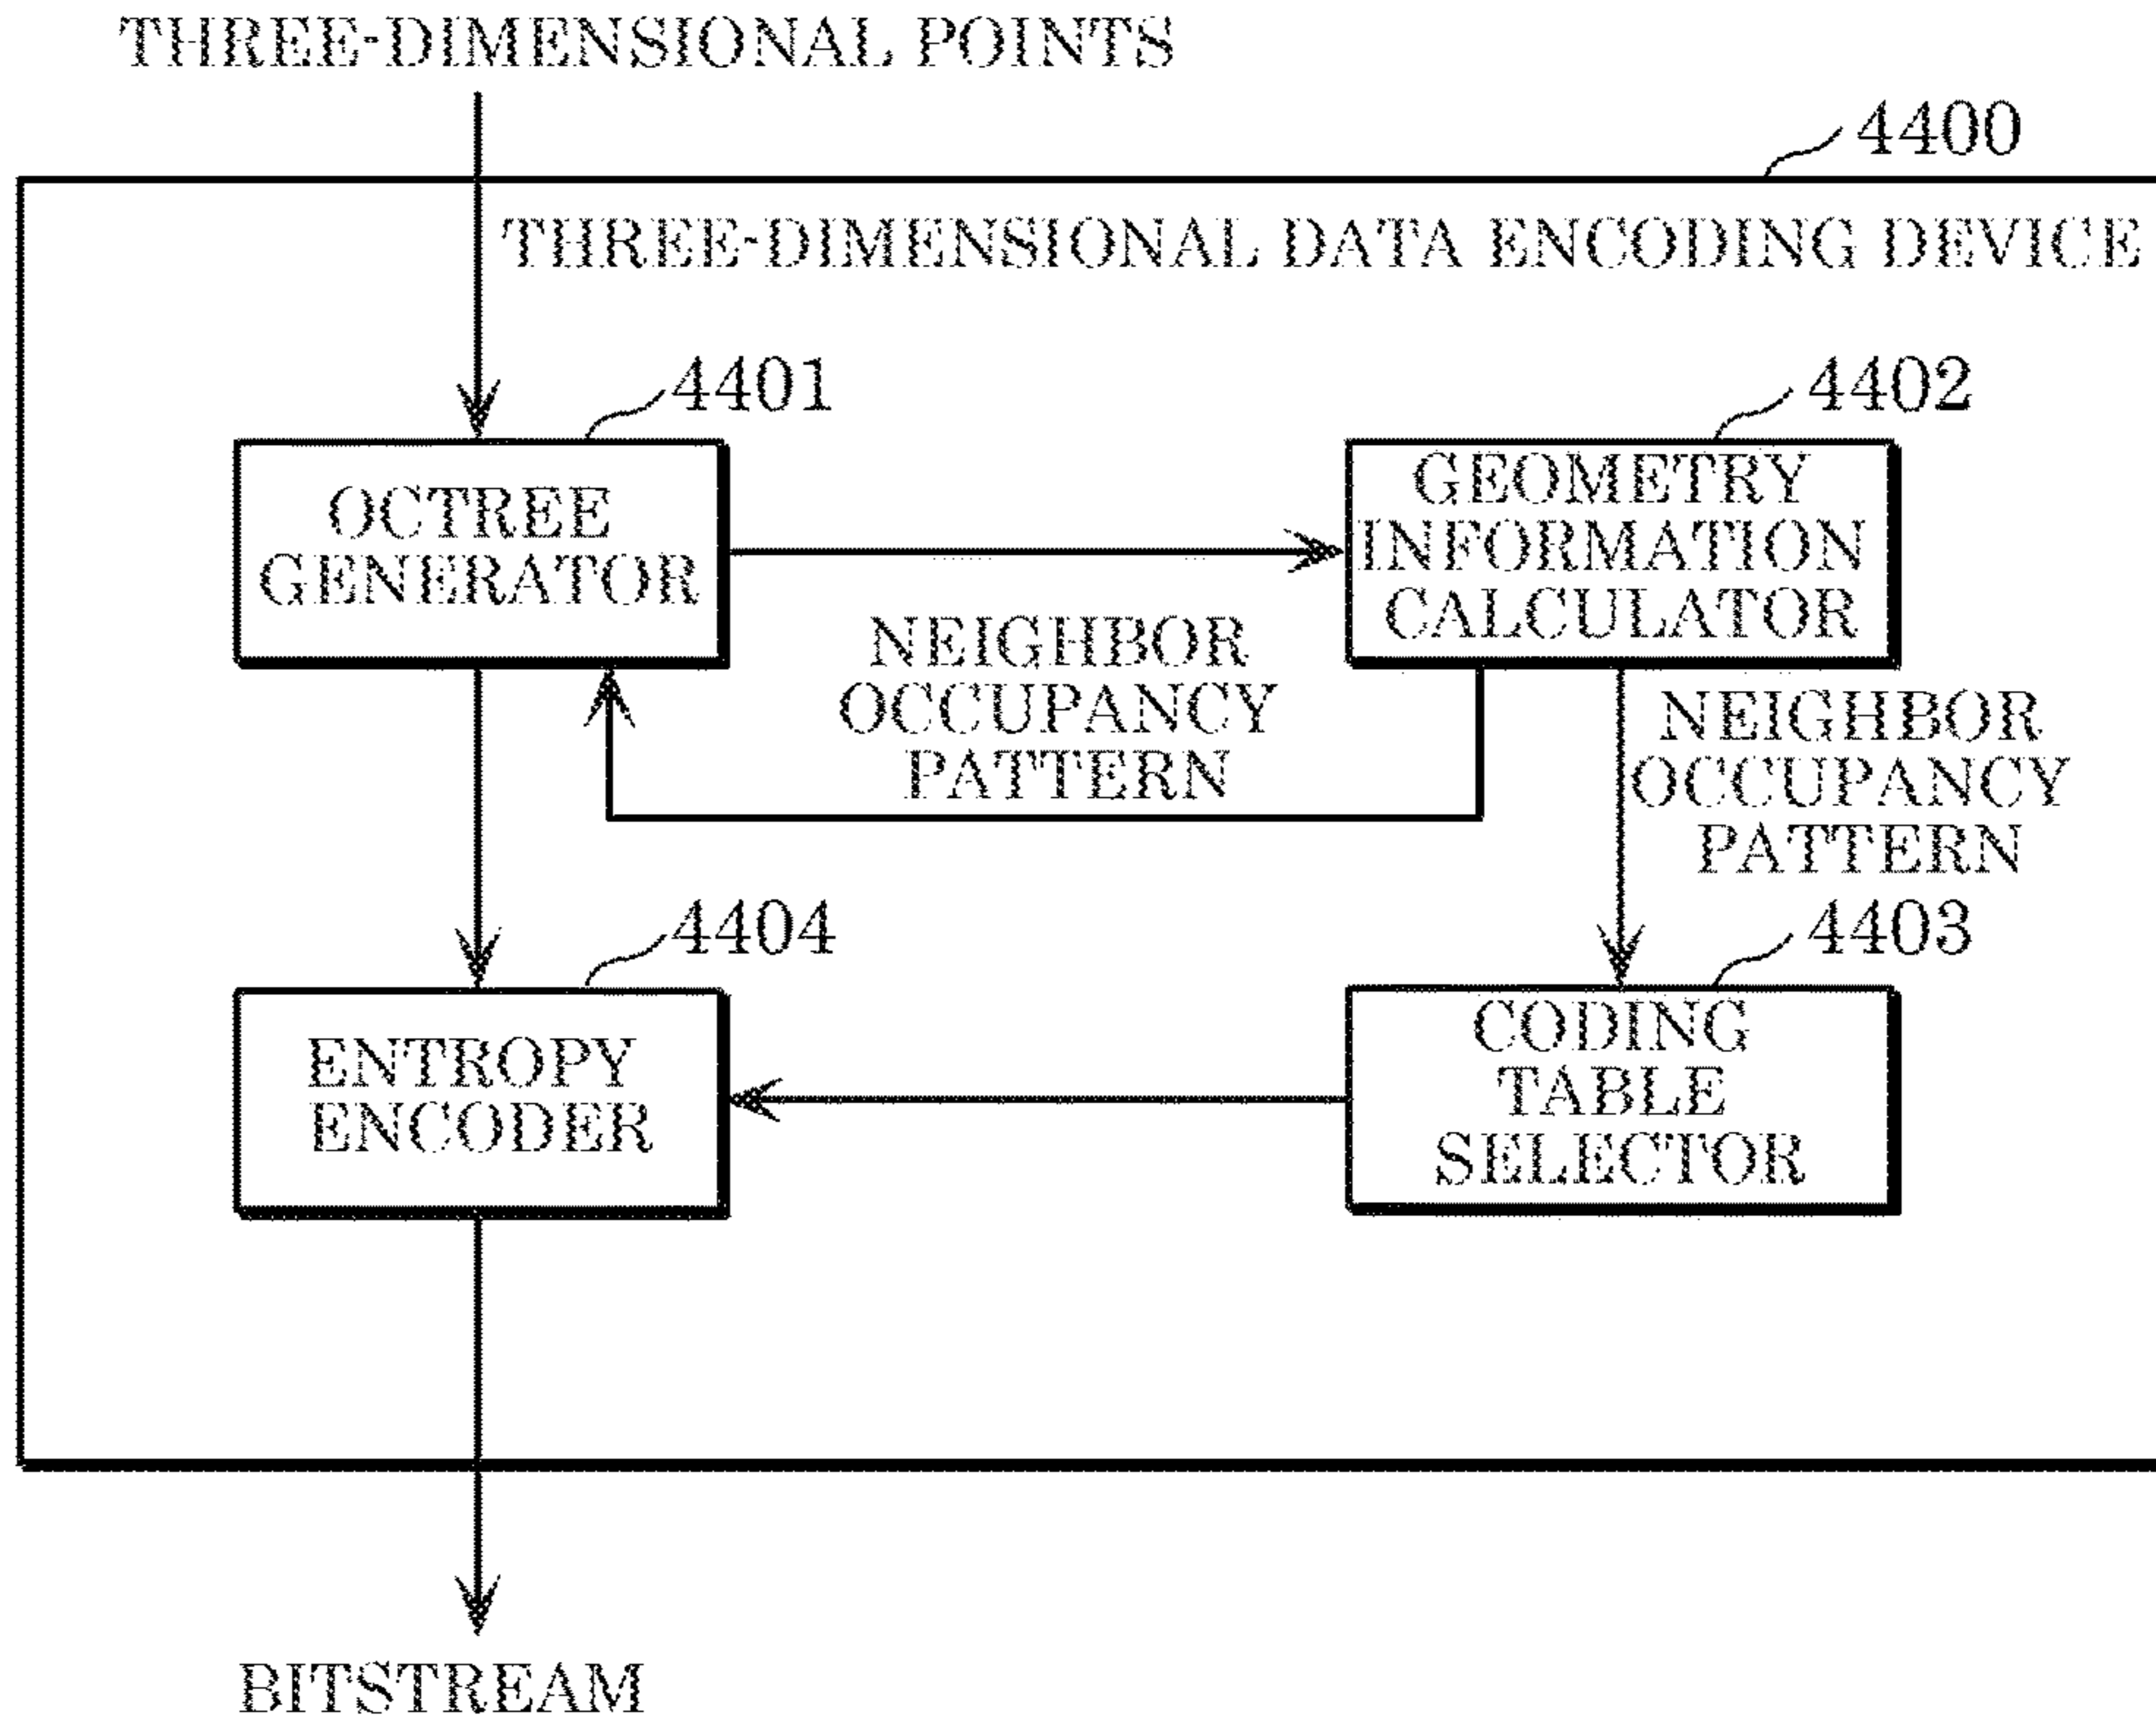 THREE-DIMENSIONAL POINTS
4400
THREE-DIMENSIONAL DATA ENCODING DEVICE
4401
4402
OCTREE
GENERATOR
GEOMETRY
INFORMATION
CALCULATOR
NEIGHBOR
OCCUPANCY
PATTERN
NEIGHBOR
OCCUPANCY
PATTERN
4404
4403
ENTROPY
ENCODER
CODING
TABLE
SELECTOR
BITSTREAM